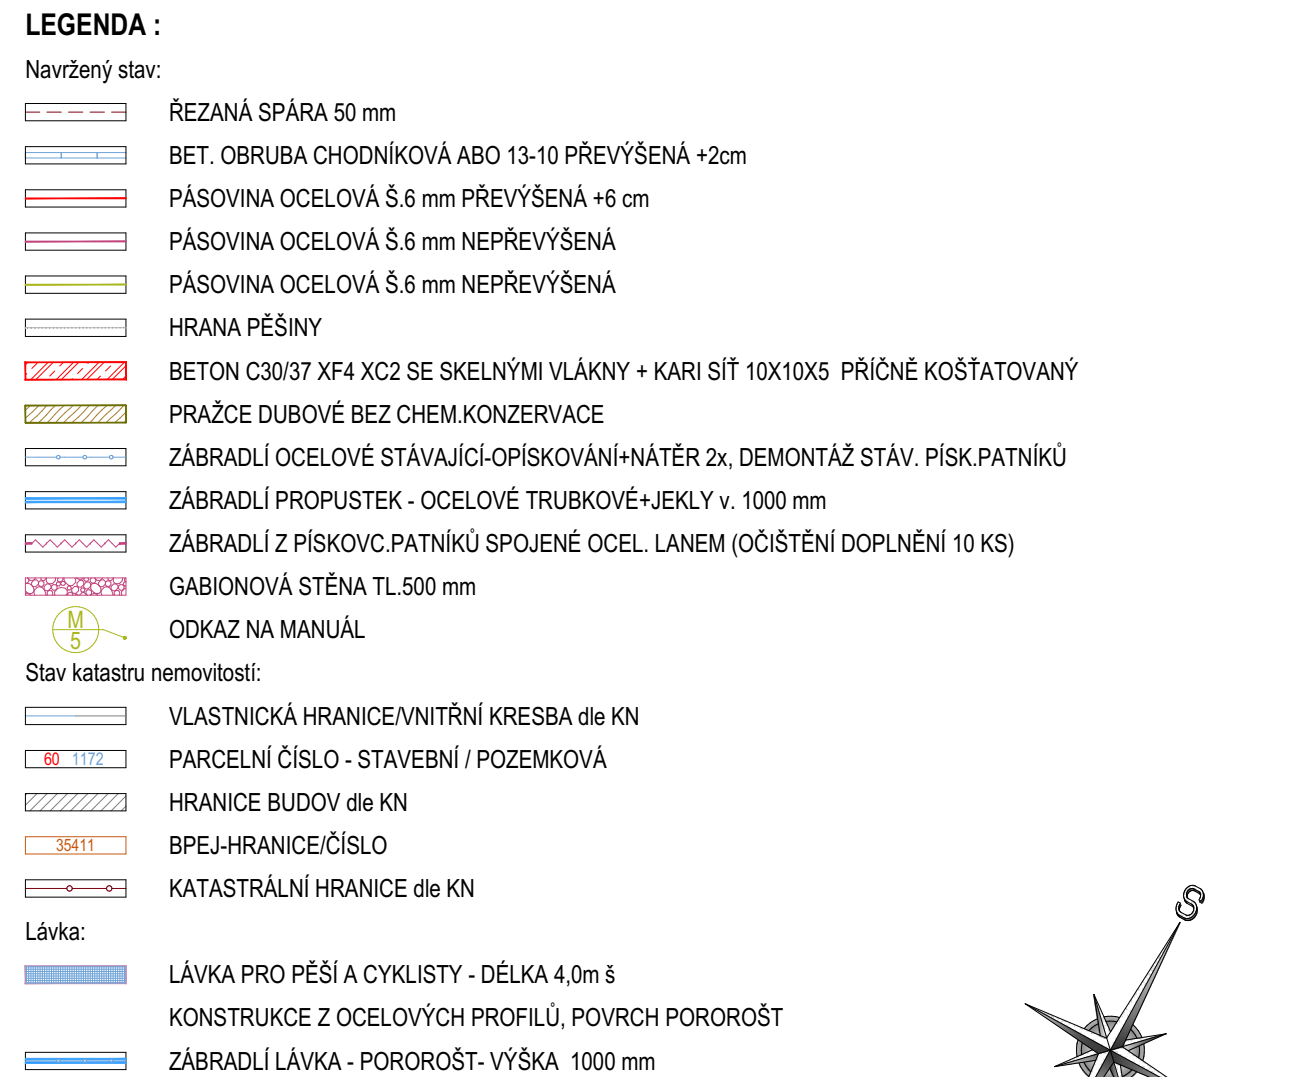 LEGENDA :
Navržený stav:
ŘEZANÁ SPÁRA 50 mm
BET. OBRUBA CHODNÍKOVÁ ABO 13-10 PŘEVÝŠENÁ +2cm
PÁSOVINA OCELOVÁ Š.6 mm PŘEVÝŠENÁ +6 cm
PÁSOVINA OCELOVÁ Š.6 mm NEPŘEVÝŠENÁ
PÁSOVINA OCELOVÁ Š.6 mm NEPŘEVÝŠENÁ
HRANA PĚŠINY
BETON C30/37 XF4 XC2 SE SKELNÝMI VLÁKNY + KARI SÍŤ 10X10X5 PŘÍČNĚ KOŠŤATOVANÝ
PRAŽCE DUBOVÉ BEZ CHEM.KONZERVACE
ZÁBRADLÍ OCELOVÉ STÁVAJÍCÍ-OPÍSKOVÁNÍ+NÁTĚR 2x, DEMONTÁŽ STÁV. PÍSK.PATNÍKŮ
ZÁBRADLÍ PROPUSTEK - OCELOVÉ TRUBKOVÉ+JEKLY v. 1000 mm
ZÁBRADLÍ Z PÍSKOVC.PATNÍKŮ SPOJENÉ OCEL. LANEM (OČIŠTĚNÍ DOPLNĚNÍ 10 KS)
GABIONOVÁ STĚNA TL.500 mm
M
5
ODKAZ NA MANUÁL
Stav katastru nemovitostí:
VLASTNICKÁ HRANICE/VNITŘNÍ KRESBA dle KN
60 1172 PARCELNÍ ČÍSLO - STAVEBNÍ / POZEMKOVÁ
HRANICE BUDOV dle KN
35411 BPEJ-HRANICE/ČÍSLO
KATASTRÁLNÍ HRANICE dle KN
S
Lávka:
LÁVKA PRO PĚŠÍ A CYKLISTY - DÉLKA 4,0m š
KONSTRUKCE Z OCELOVÝCH PROFILŮ, POVRCH POROROŠT
ZÁBRADLÍ LÁVKA - POROROŠT- VÝŠKA 1000 mm